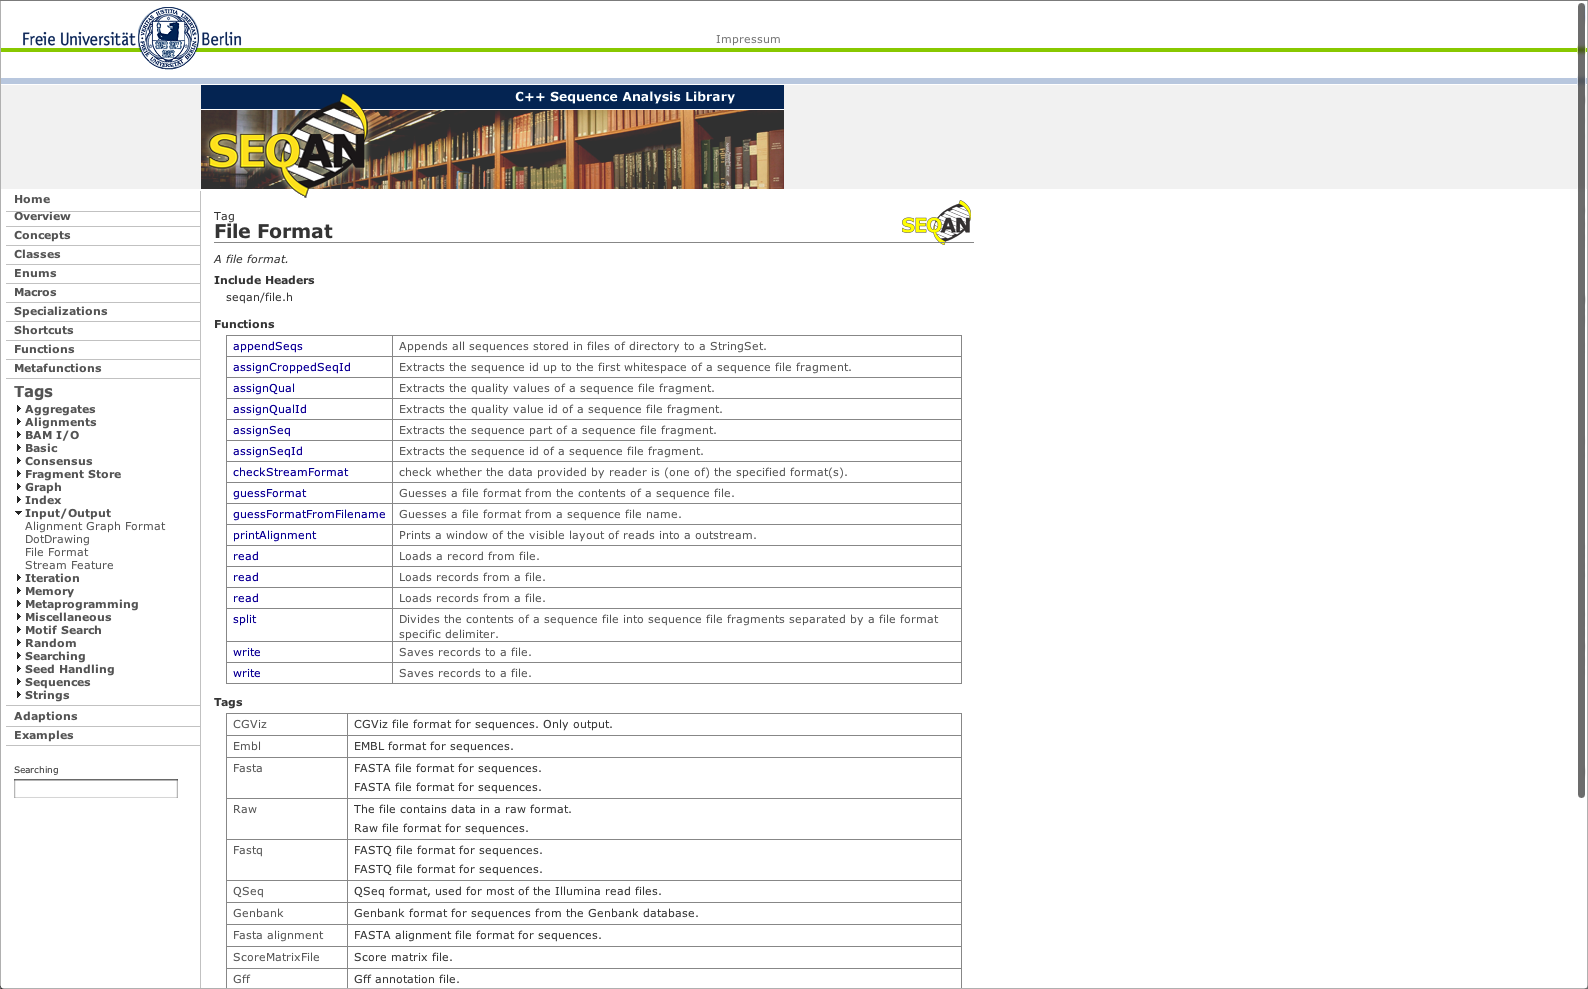 Freie Universität Berlin
Impressum
C++ Sequence Analysis Library
SEQAN
Home
Overview
Concepts
Classes
Enums
Macros
Specializations
Shortcuts
Functions
Metafunctions
Tags
Aggregates
Alignments
BAM I/O
Basic
Consensus
Fragment Store
Graph
Index
Input/Output
Alignment Graph Format
DotDrawing
File Format
Stream Feature
Iteration
Memory
Metaprogramming
Miscellaneous
Motif Search
Random
Searching
Seed Handling
Sequences
Strings
Adaptions
Examples
Searching
Tag
File Format
SEQAN
A file format.
Include Headers
seqan/file.h
Functions
appendSeqs Appends all sequences stored in files of directory to a StringSet.
assignCroppedSeqId Extracts the sequence id up to the first whitespace of a sequence file fragment.
assignQual Extracts the quality values of a sequence file fragment.
assignQualId Extracts the quality value id of a sequence file fragment.
assignSeq Extracts the sequence part of a sequence file fragment.
assignSeqId Extracts the sequence id of a sequence file fragment.
checkStreamFormat check whether the data provided by reader is (one of) the specified format(s).
guessFormat Guesses a file format from the contents of a sequence file.
guessFormatFromFilename Guesses a file format from a sequence file name.
printAlignment Prints a window of the visible layout of reads into a outstream.
read Loads a record from file.
read Loads records from a file.
read Loads records from a file.
split Divides the contents of a sequence file into sequence file fragments separated by a file format
specific delimiter.
write Saves records to a file.
write Saves records to a file.
Tags
CGViz CGViz file format for sequences. Only output.
Embl EMBL format for sequences.
Fasta FASTA file format for sequences.
FASTA file format for sequences.
Raw The file contains data in a raw format.
Raw file format for sequences.
Fastq FASTQ file format for sequences.
FASTQ file format for sequences.
QSeq QSeq format, used for most of the Illumina read files.
Genbank Genbank format for sequences from the Genbank database.
Fasta alignment FASTA alignment file format for sequences.
ScoreMatrixFile Score matrix file.
Gff Gff annotation file.